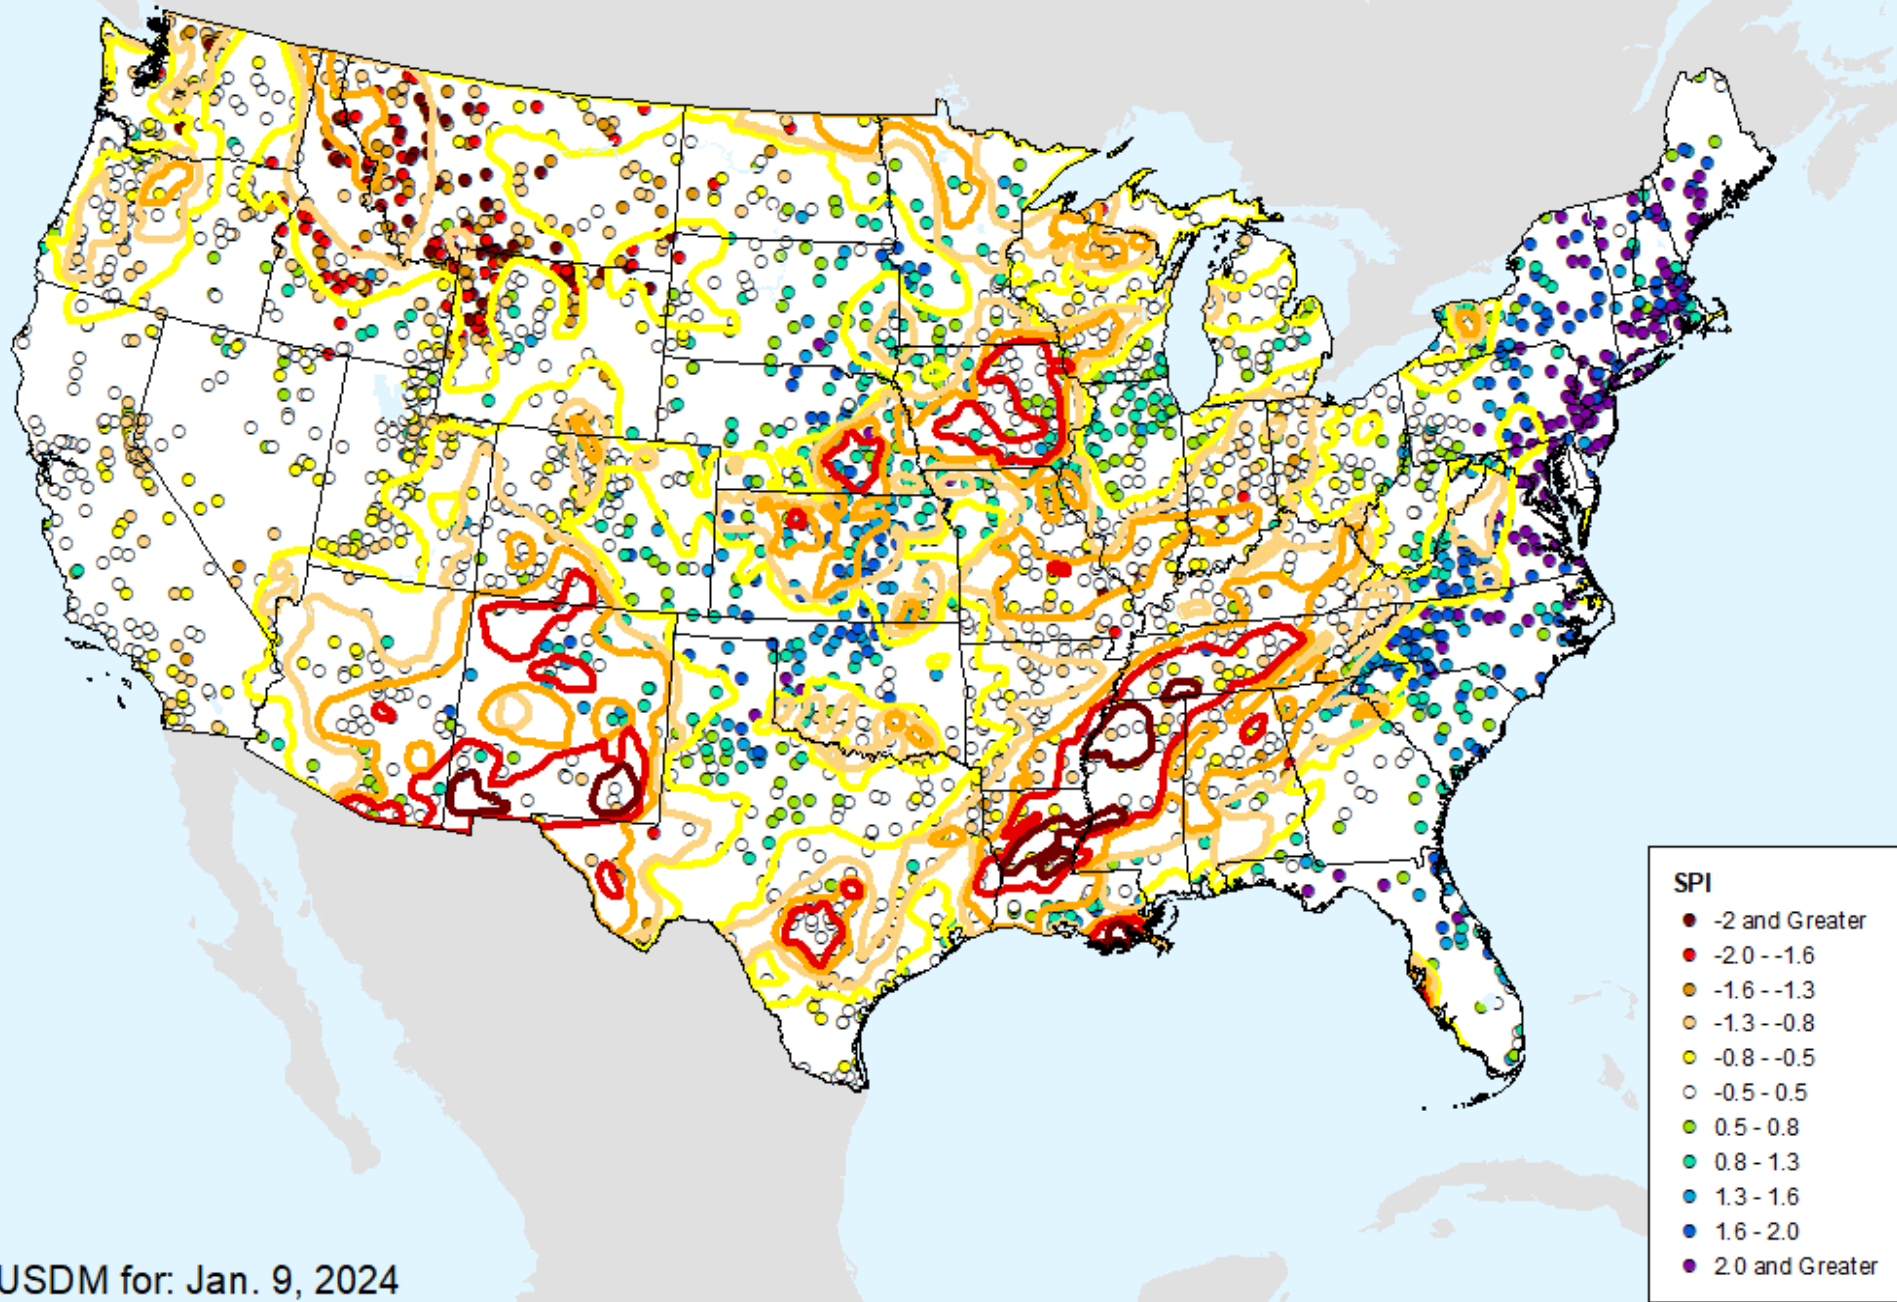 SPI
-2 and Greater
-2.0 - -1.6
-1.6 - -1.3
-1.3 - -0.8
-0.8 - -0.5
-0.5 - 0.5
0.5 - 0.8
0.8 - 1.3
1.3 - 1.6
1.6 - 2.0
2.0 and Greater
USDM for: Jan. 9, 2024